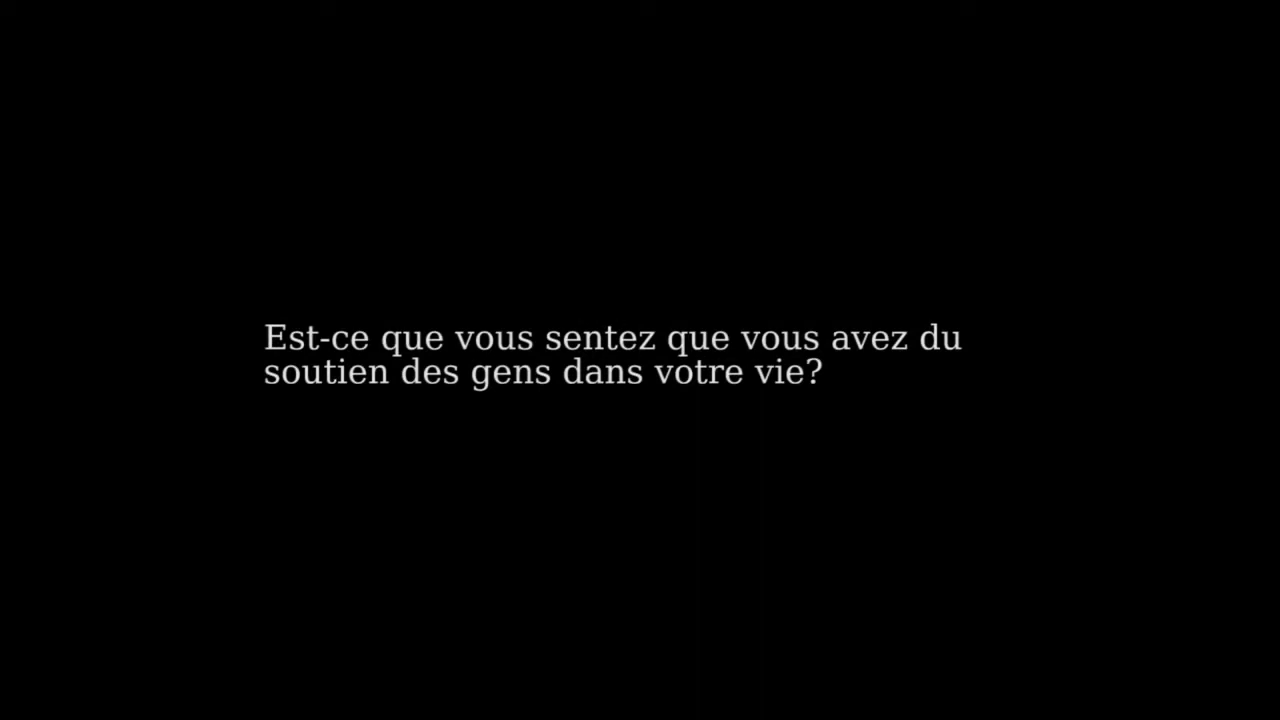 Est-ce que vous sentez que vous avez du
soutien des gens dans votre vie?